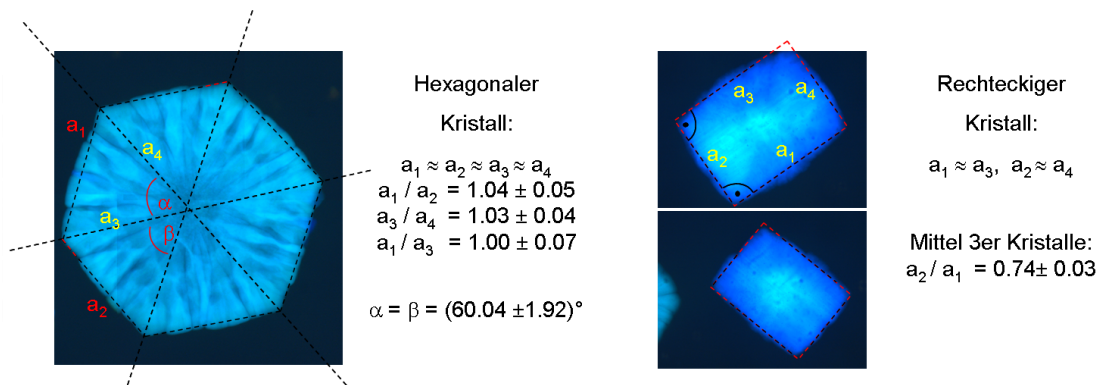 a₁
a₄
α
a₃
β
a₂
Hexagonaler
Kristall:
a₁ ≈ a₂ ≈ a₃ ≈ a₄
a₁ / a₂ = 1.04 ± 0.05
a₃ / a₄ = 1.03 ± 0.04
a₁ / a₃ = 1.00 ± 0.07
α = β = (60.04 ±1.92)°
a₃
a₄
a₂
a₁
Rechteckiger
Kristall:
a₁ ≈ a₃, a₂ ≈ a₄
Mittel 3er Kristalle:
a₂ / a₁ = 0.74± 0.03